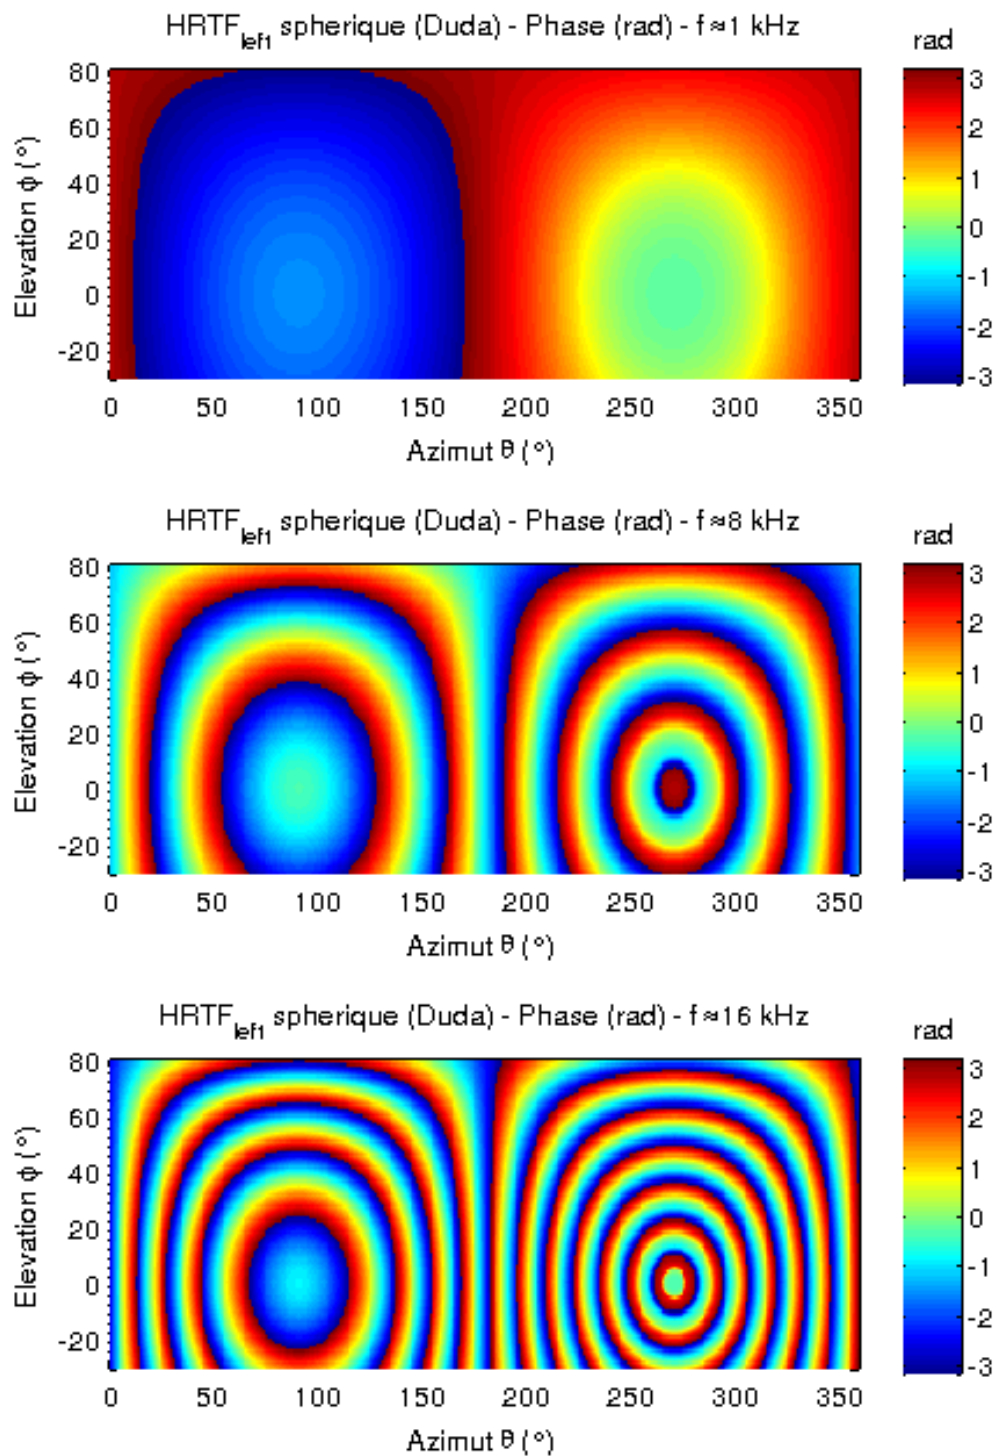 HRTF_left spherique (Duda) - Phase (rad) - f≈1 kHz
rad
80
60
40
20
0
-20
Elevation ϕ (°)
0 50 100 150 200 250 300 350
Azimut θ (°)
3
2
1
0
-1
-2
-3
HRTF_left spherique (Duda) - Phase (rad) - f≈8 kHz
rad
80
60
40
20
0
-20
Elevation ϕ (°)
0 50 100 150 200 250 300 350
Azimut θ (°)
3
2
1
0
-1
-2
-3
HRTF_left spherique (Duda) - Phase (rad) - f≈16 kHz
rad
80
60
40
20
0
-20
Elevation ϕ (°)
0 50 100 150 200 250 300 350
Azimut θ (°)
3
2
1
0
-1
-2
-3